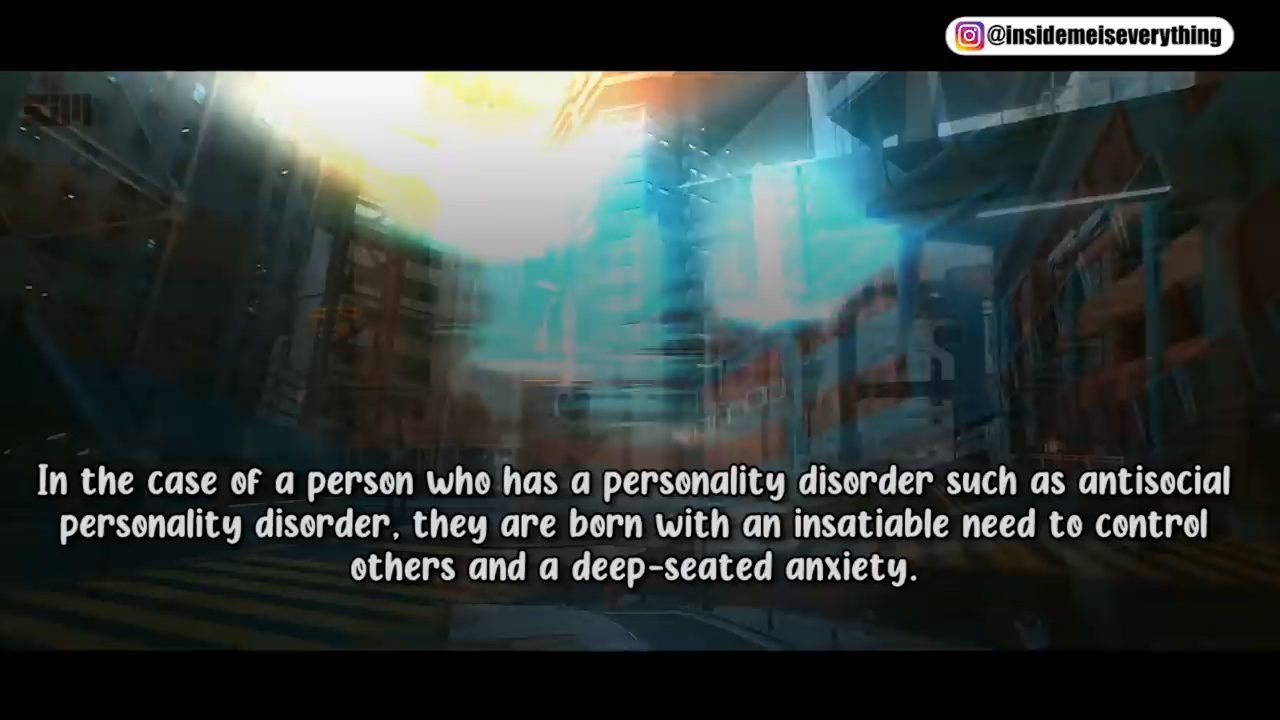 @insidemeiseverything
In the case of a person who has a personality disorder such as antisocial
personality disorder, they are born with an insatiable need to control
others and a deep-seated anxiety.